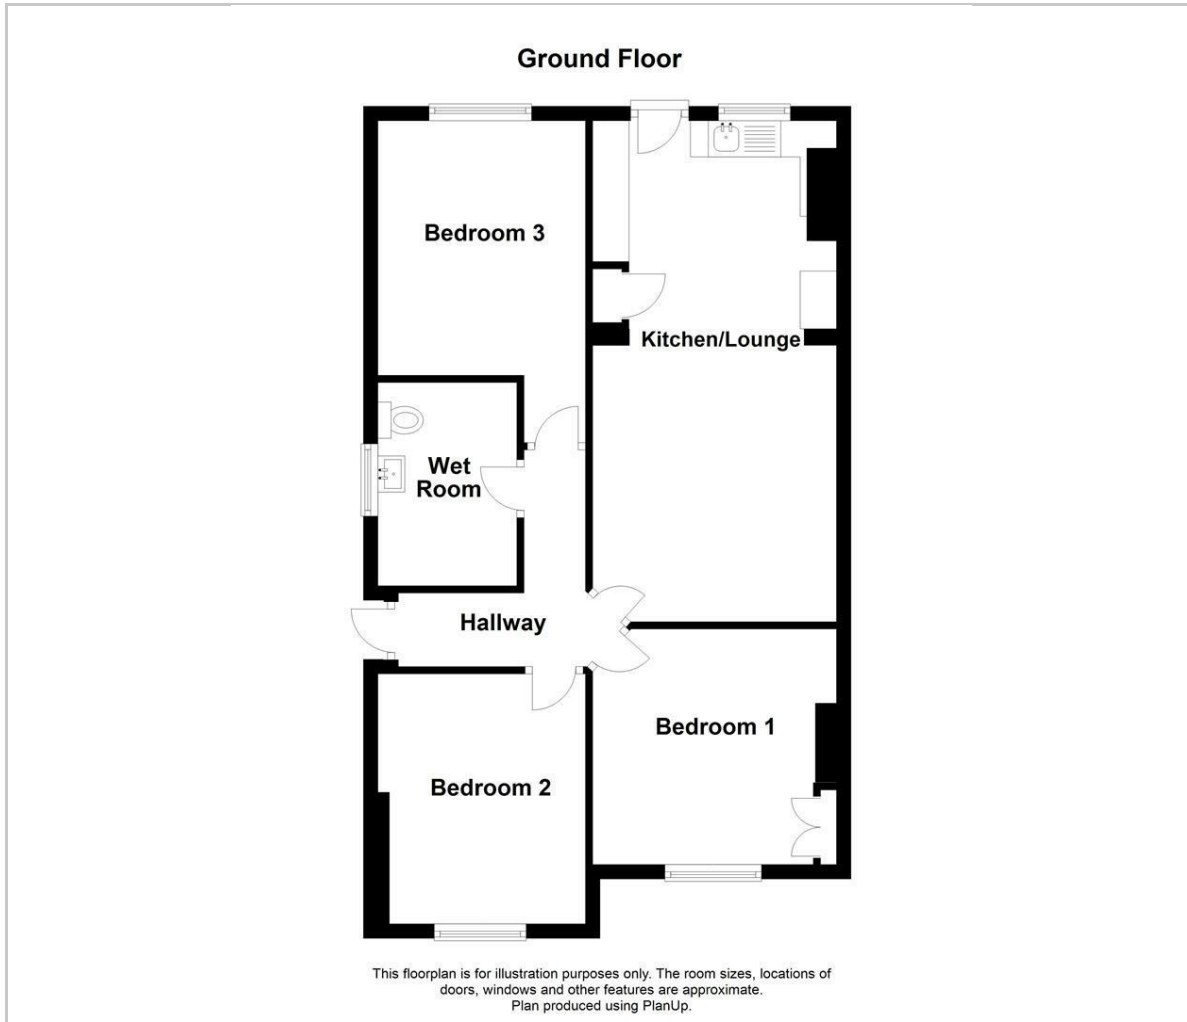 Ground Floor
Bedroom 3
Kitchen/Lounge
Wet
Room
Hallway
Bedroom 1
Bedroom 2
This floorplan is for illustration purposes only. The room sizes, locations of
doors, windows and other features are approximate.
Plan produced using PlanUp.